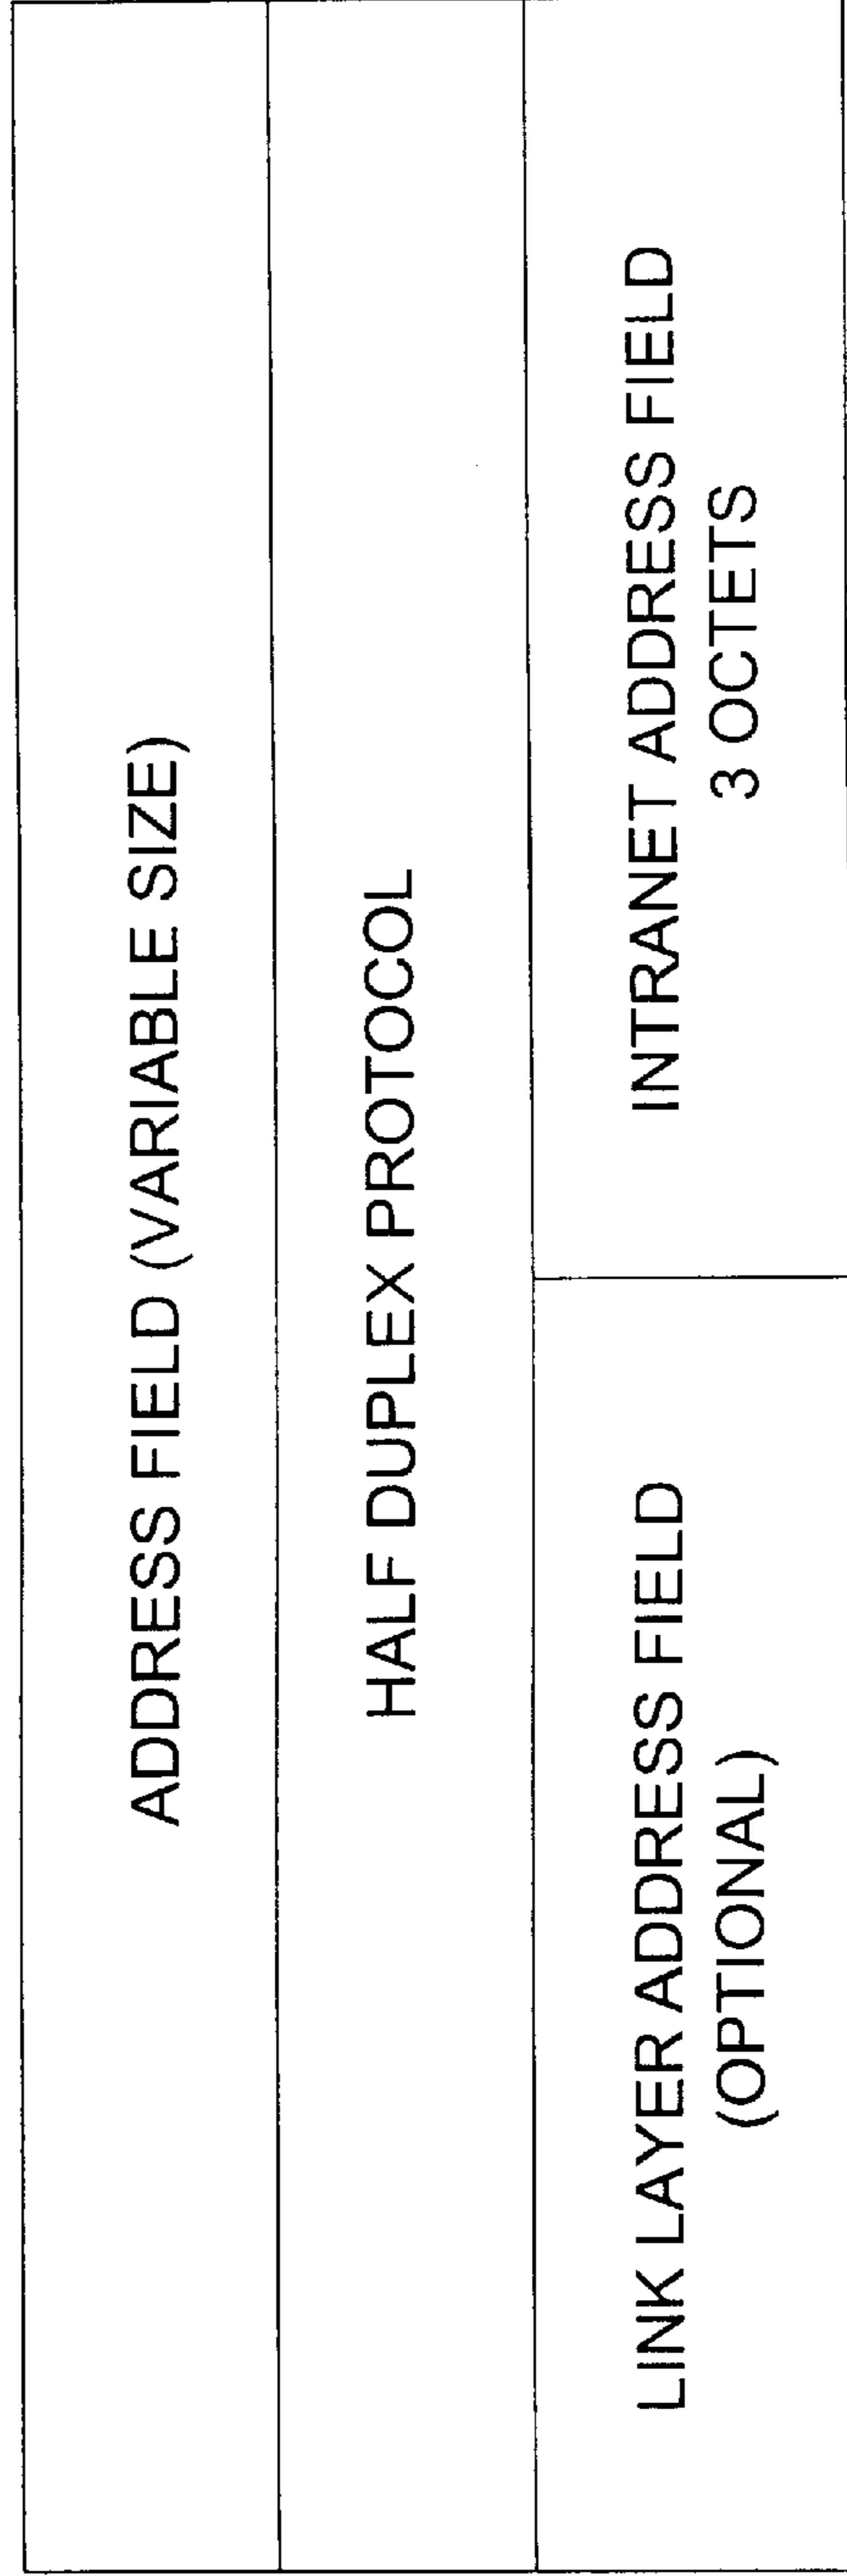 ADDRESS FIELD (VARIABLE SIZE)
HALF DUPLEX PROTOCOL
LINK LAYER ADDRESS FIELD
(OPTIONAL)
INTRANET ADDRESS FIELD
3 OCTETS